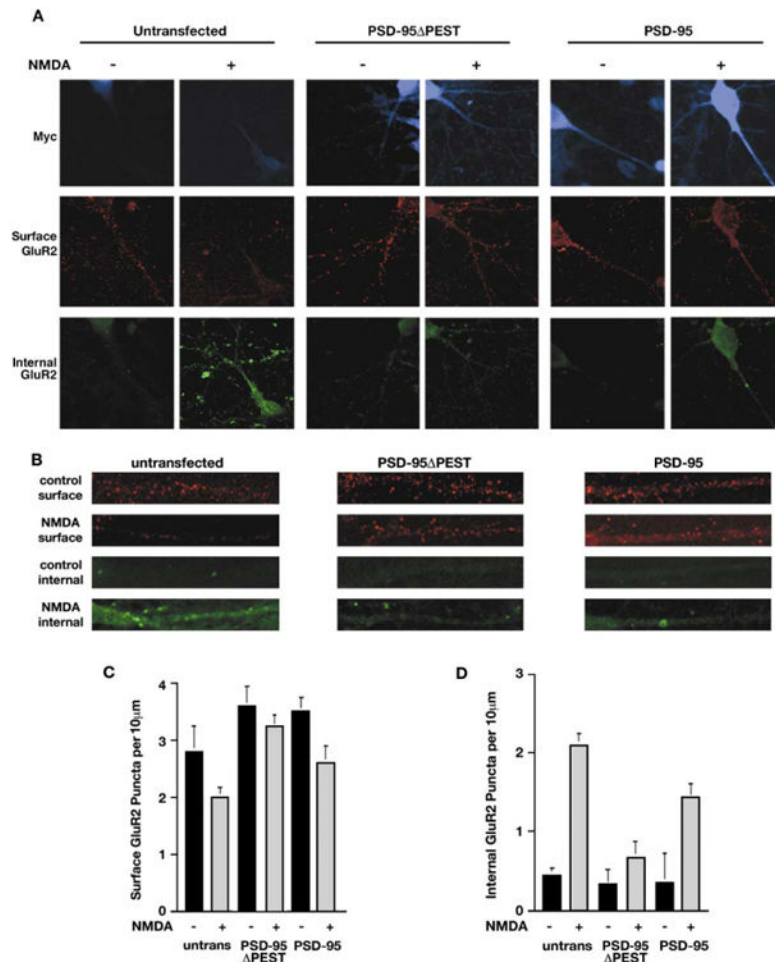 A
Untransfected PSD-95ΔPEST PSD-95
NMDA - + - + - +
Myc
Surface
GluR2
Internal
GluR2
B
untransfected PSD-95ΔPEST PSD-95
control
surface
NMDA
surface
control
internal
NMDA
internal
C
Surface GluR2 Puncta per 10μm
4
3
2
1
0
NMDA - + - + - +
untrans PSD-95 PSD-95
ΔPEST
D
Internal GluR2 Puncta per 10μm
3
2
1
0
NMDA - + - + - +
untrans PSD-95 PSD-95
ΔPEST